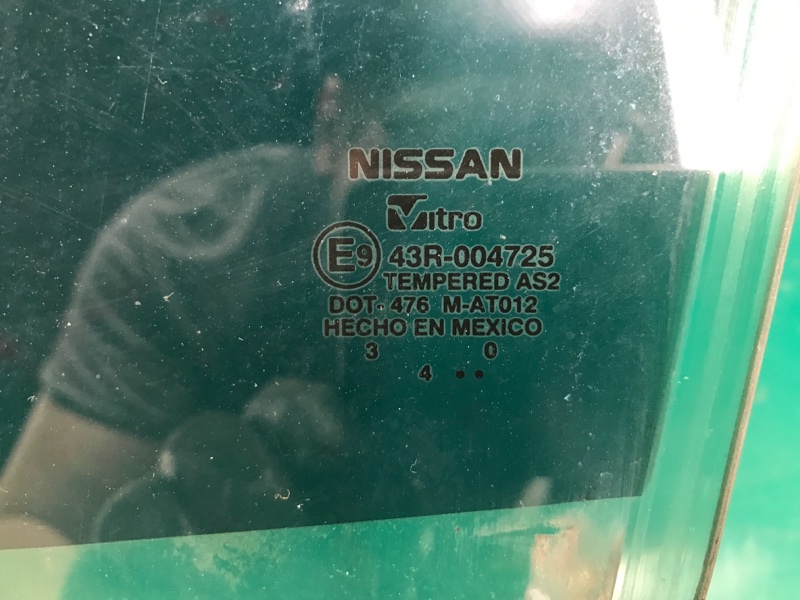 NISSAN
Vitro
E9 43R-004725
TEMPERED AS2
DOT-476 M-AT012
HECHO EN MEXICO
3 0
4 ••